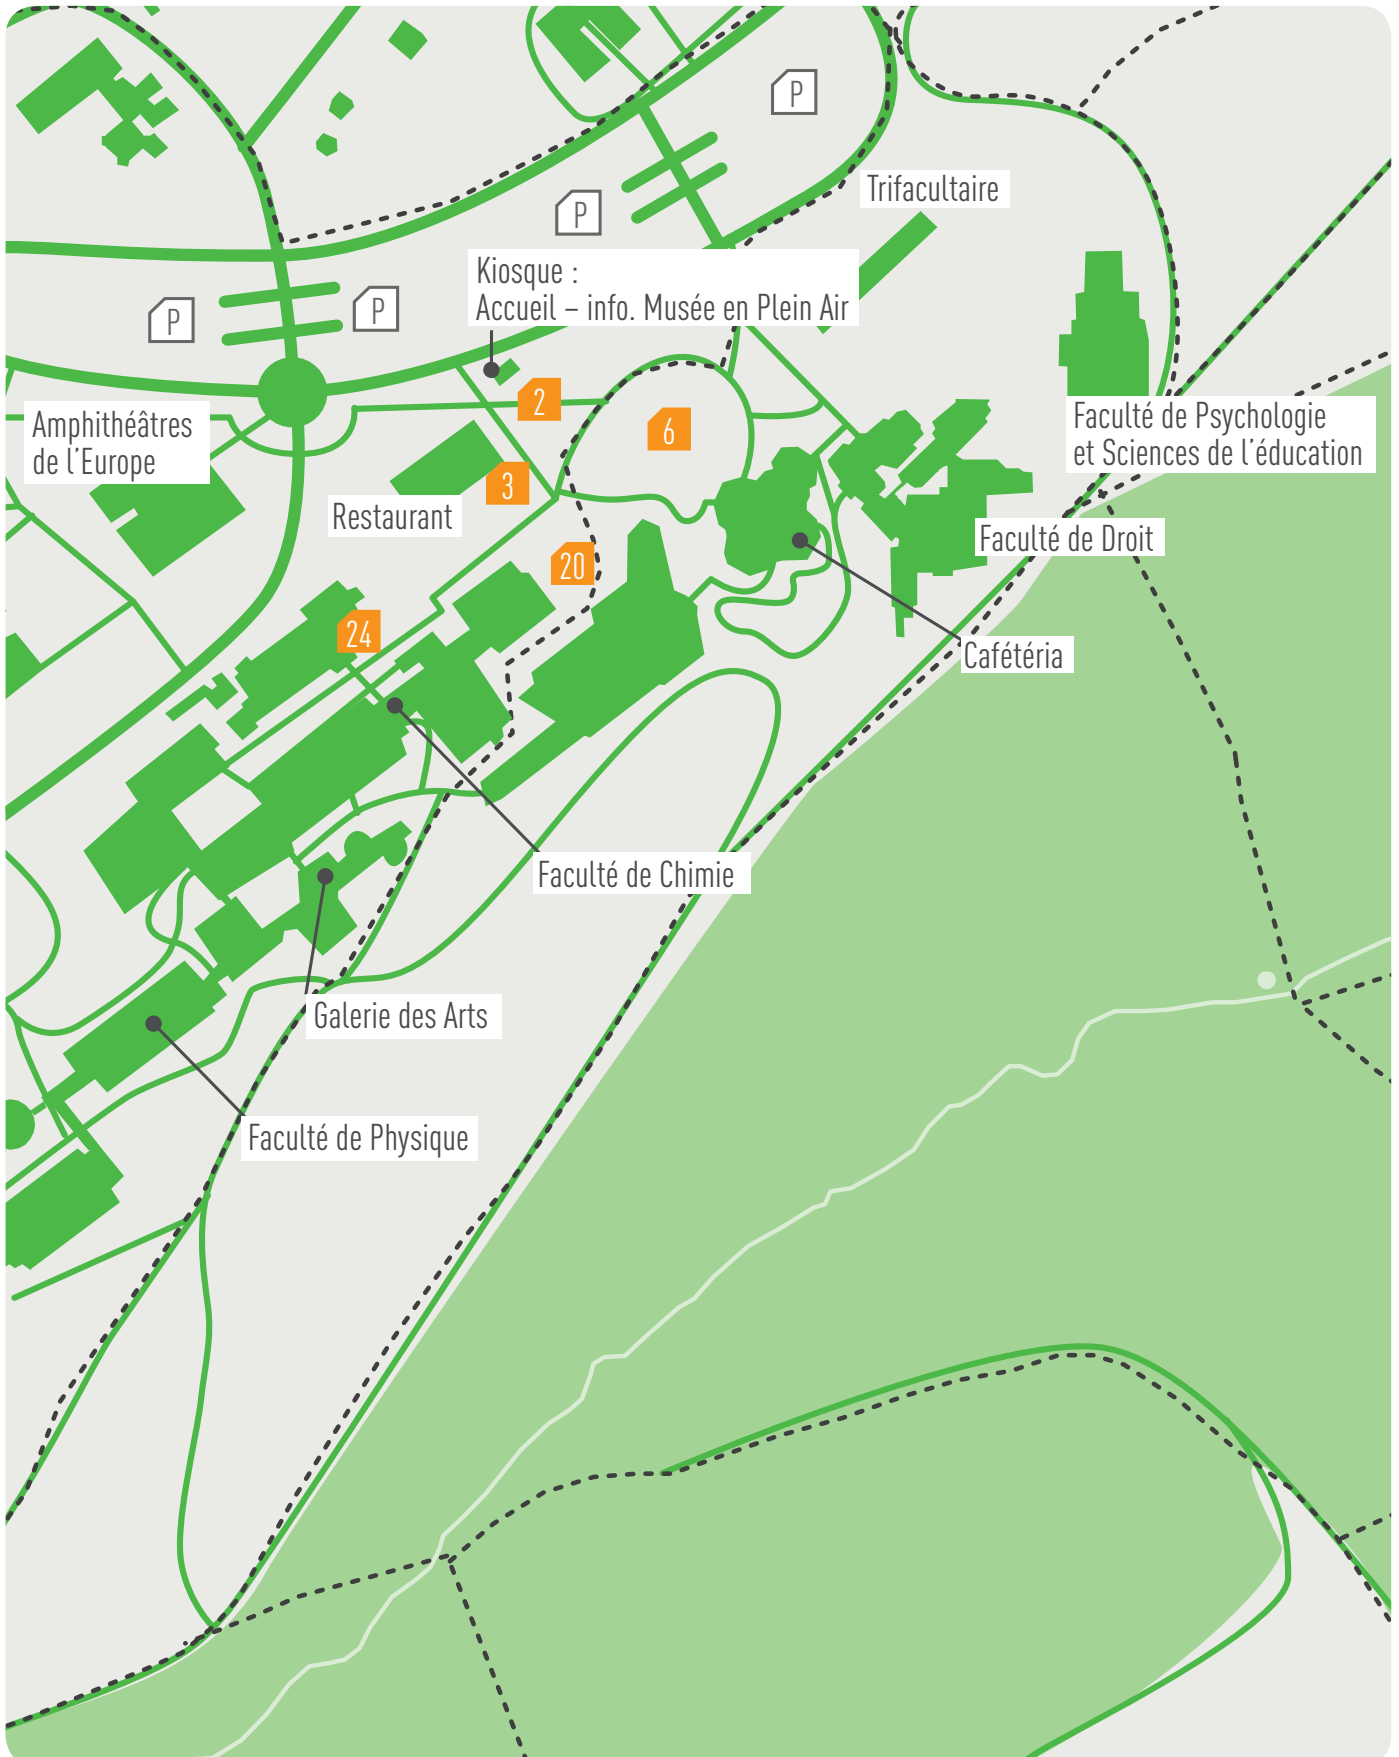 P
Trifacultaire
P
Kiosque :
Accueil – info. Musée en Plein Air
P
P
2
Amphithéâtres
de l'Europe
6
Faculté de Psychologie
et Sciences de l'éducation
3
Restaurant
Faculté de Droit
20
24
Cafétéria
Faculté de Chimie
Galerie des Arts
Faculté de Physique